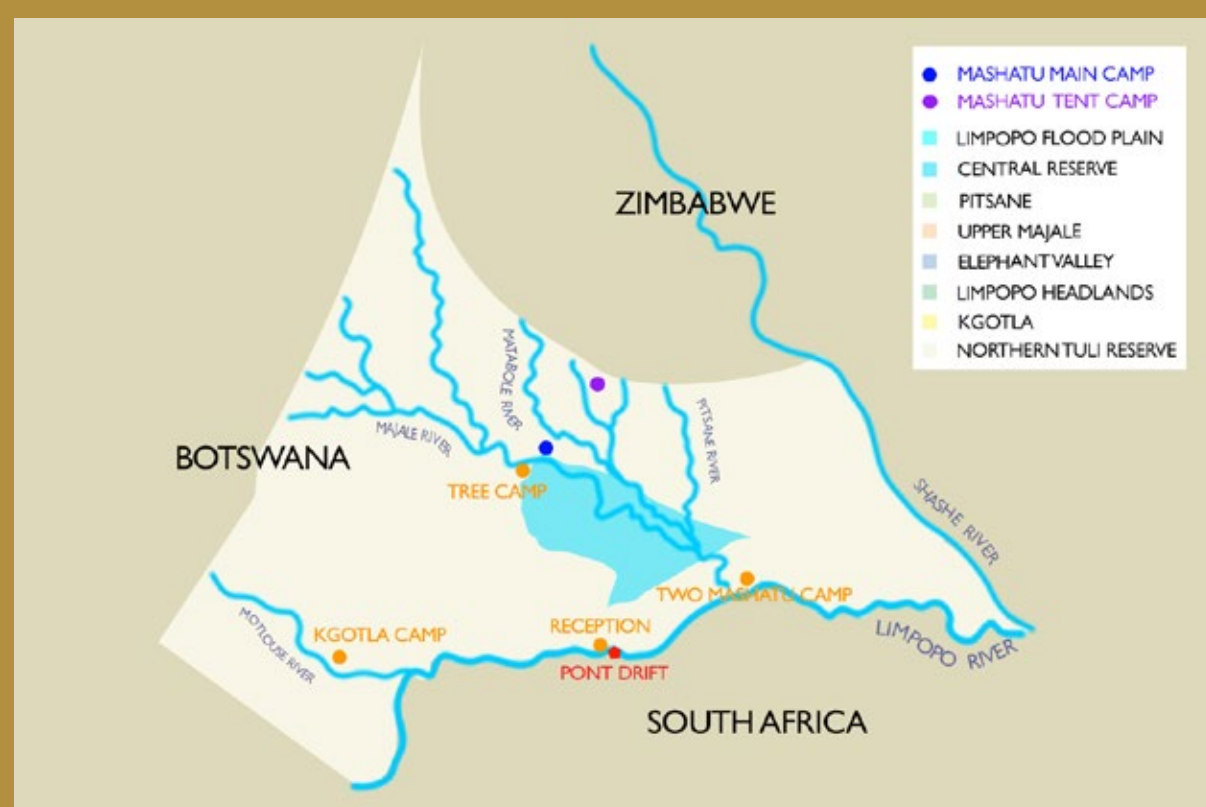 MASHATU MAIN CAMP
MASHATU TENT CAMP
LIMPOPO FLOOD PLAIN
CENTRAL RESERVE
PITSANE
UPPER MAJALE
ELEPHANT VALLEY
LIMPOPO HEADLANDS
KGOTLA
NORTHERN TULI RESERVE
ZIMBABWE
MATABOLE RIVER
PITSANE RIVER
MAJALE RIVER
BOTSWANA
TREE CAMP
SHASHE RIVER
TWO MASHATU CAMP
MOTLOUSE RIVER
KGOTLA CAMP
RECEPTION
LIMPOPO RIVER
PONT DRIFT
SOUTH AFRICA